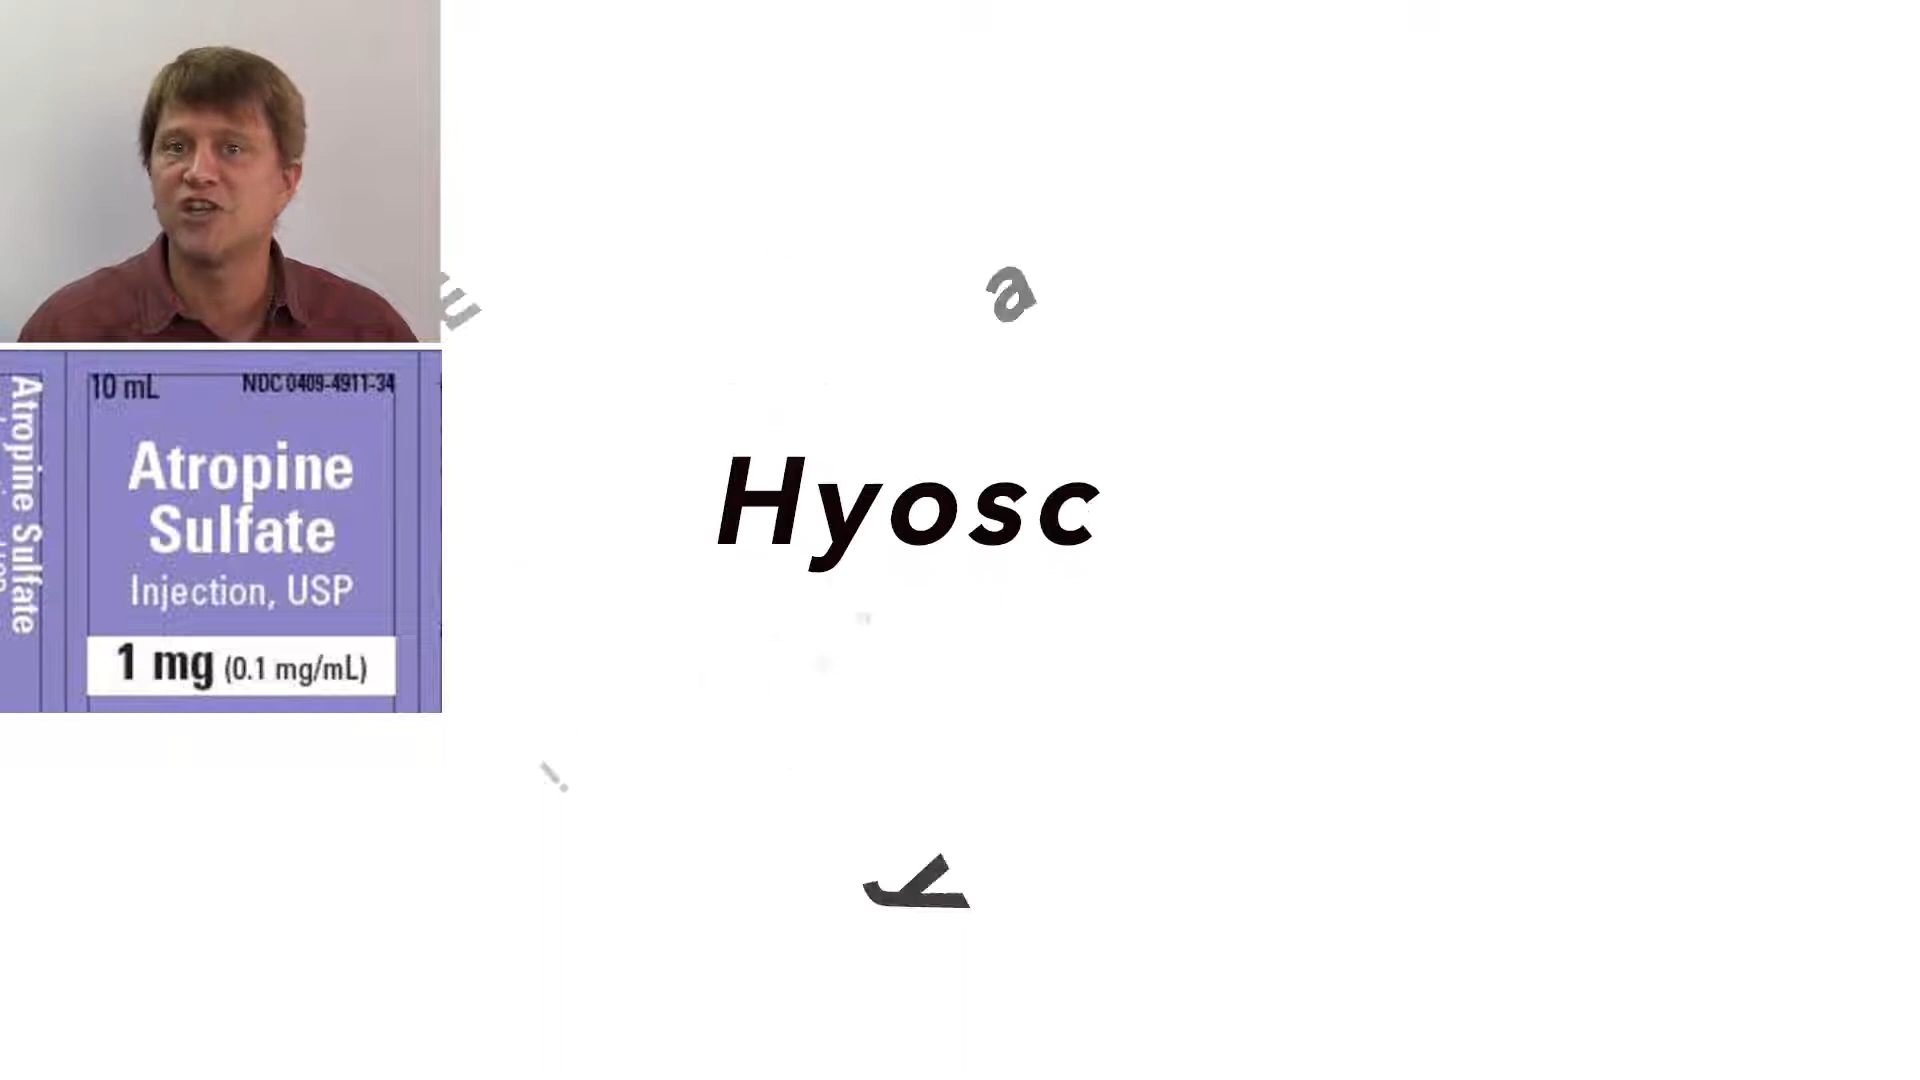 10 mL NDC 0409-4911-34
Atropine
Sulfate
Injection, USP
1 mg (0.1 mg/mL)
Atropine Sulfate
Hyosc
a
y
i